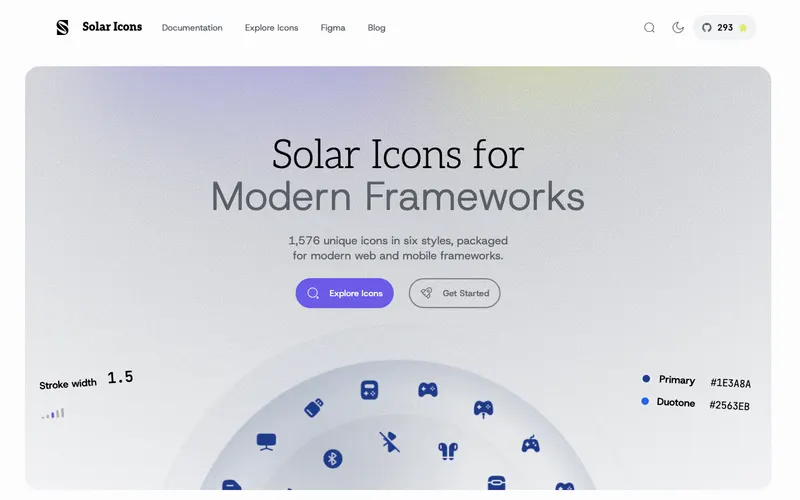 Solar Icons
Documentation
Explore Icons
Figma
Blog
293
Solar Icons for
Modern Frameworks
1,576 unique icons in six styles, packaged
for modern web and mobile frameworks.
Explore Icons
Get Started
Stroke width 1.5
Primary #1E3A8A
Duotone #2563EB